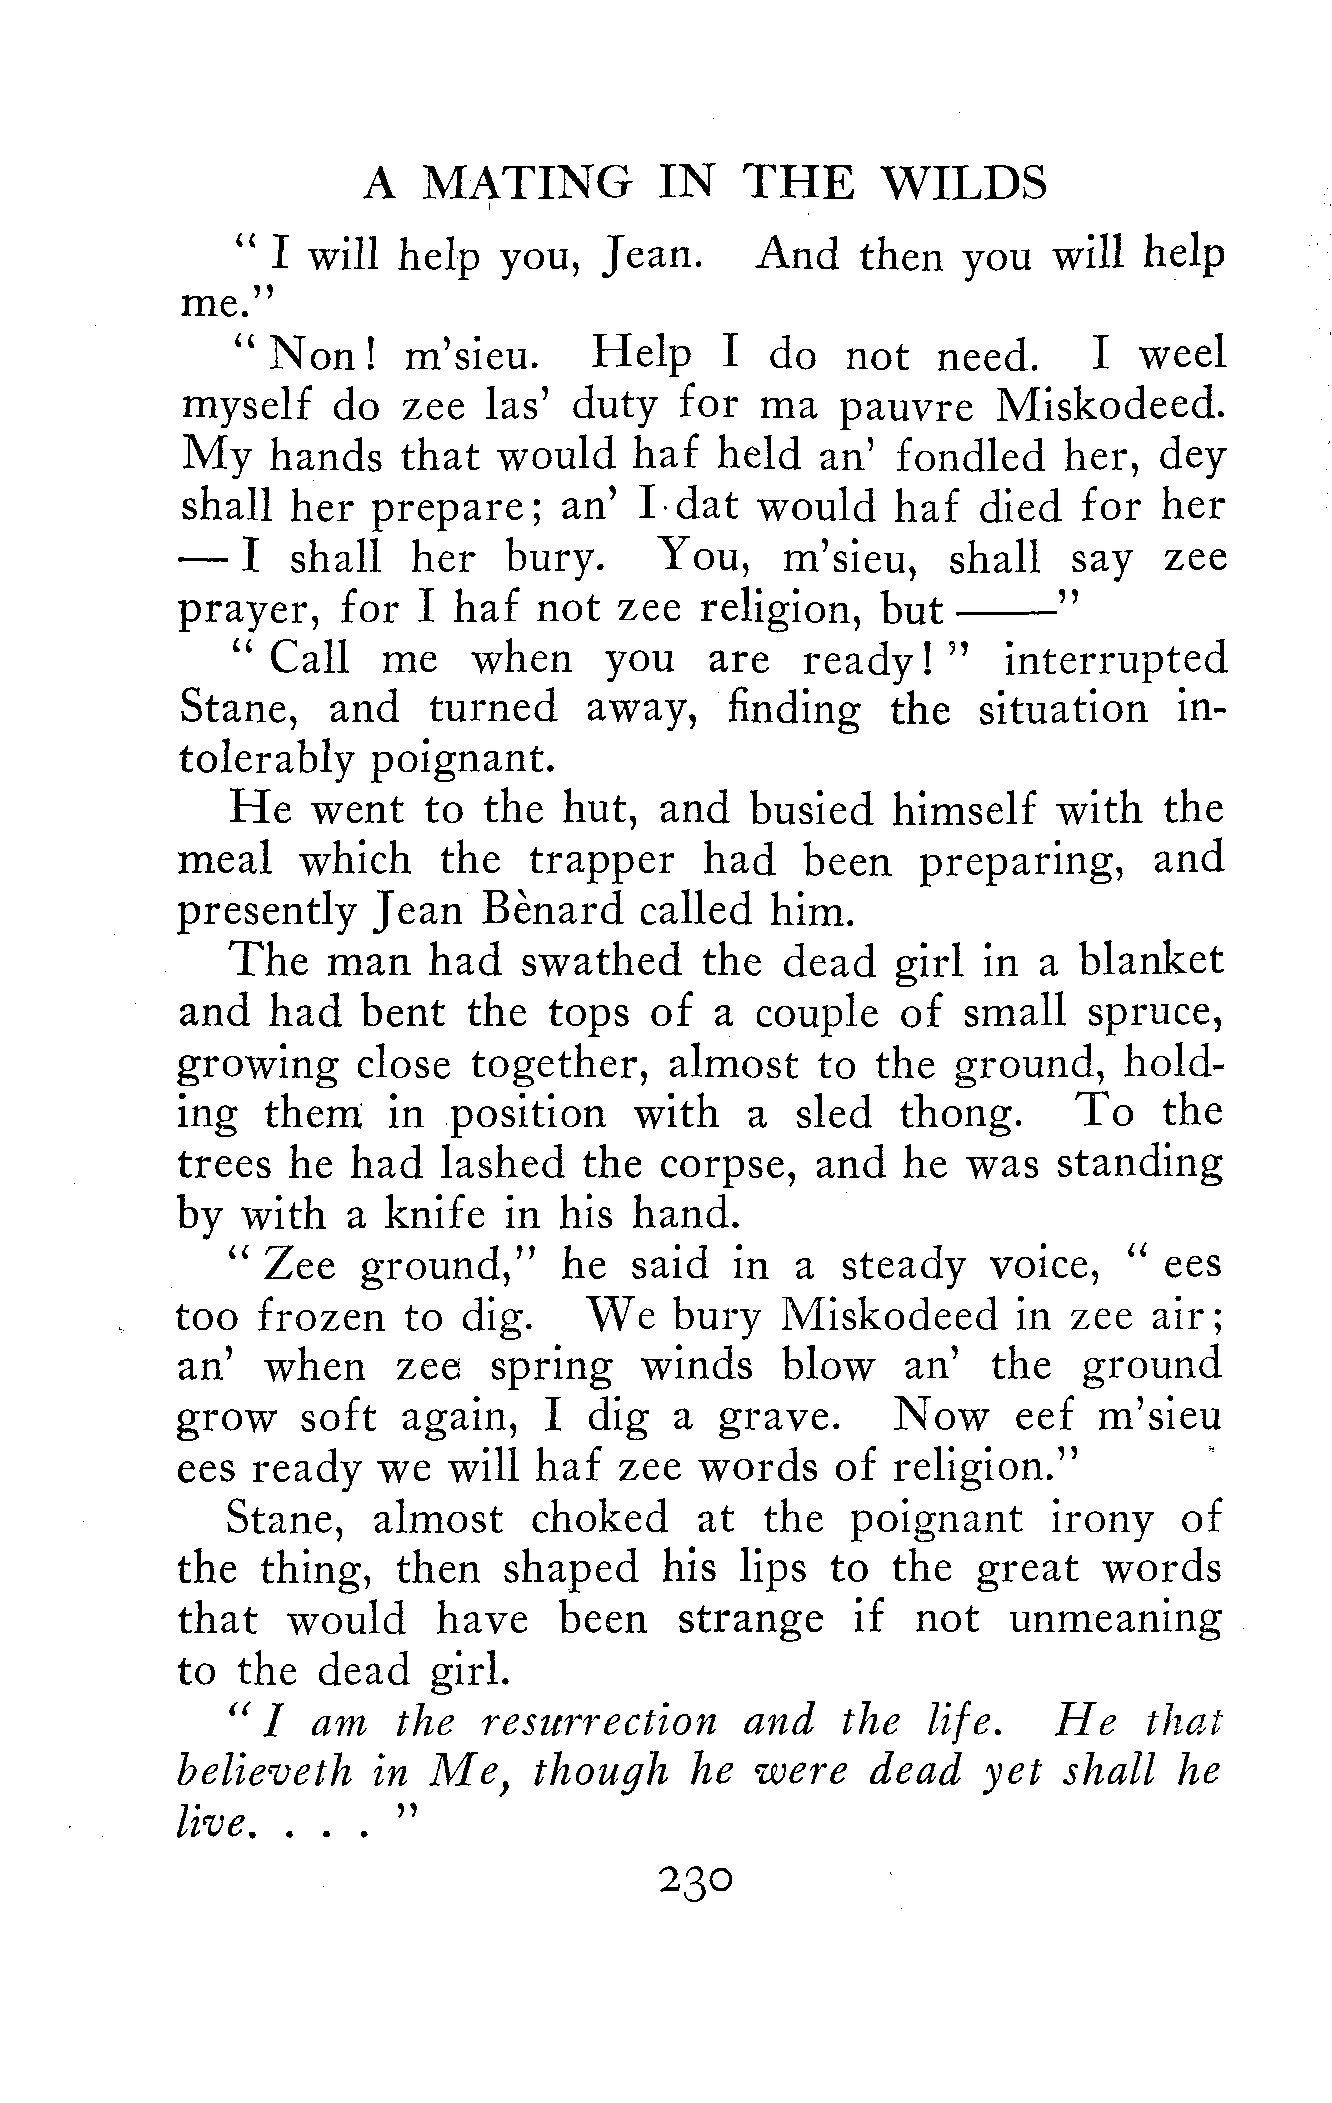 A MATING IN THE WILDS
" I will help you, Jean. And then you will help
me."
" Non! m'sieu. Help I do not need. I weel
myself do zee las' duty for ma pauvre Miskodeed.
My hands that would haf held an' fondled her, dey
shall her prepare; an' I dat would haf died for her
— I shall her bury. You, m'sieu, shall say zee
prayer, for I haf not zee religion, but ——"
" Call me when you are ready! " interrupted
Stane, and turned away, finding the situation in-
tolerably poignant.
He went to the hut, and busied himself with the
meal which the trapper had been preparing, and
presently Jean Bènard called him.
The man had swathed the dead girl in a blanket
and had bent the tops of a couple of small spruce,
growing close together, almost to the ground, hold-
ing them in position with a sled thong. To the
trees he had lashed the corpse, and he was standing
by with a knife in his hand.
" Zee ground," he said in a steady voice, " ees
too frozen to dig. We bury Miskodeed in zee air;
an' when zee spring winds blow an' the ground
grow soft again, I dig a grave. Now eef m'sieu
ees ready we will haf zee words of religion."
Stane, almost choked at the poignant irony of
the thing, then shaped his lips to the great words
that would have been strange if not unmeaning
to the dead girl.
" I am the resurrection and the life. He that
believeth in Me, though he were dead yet shall he
live. . . . "
230